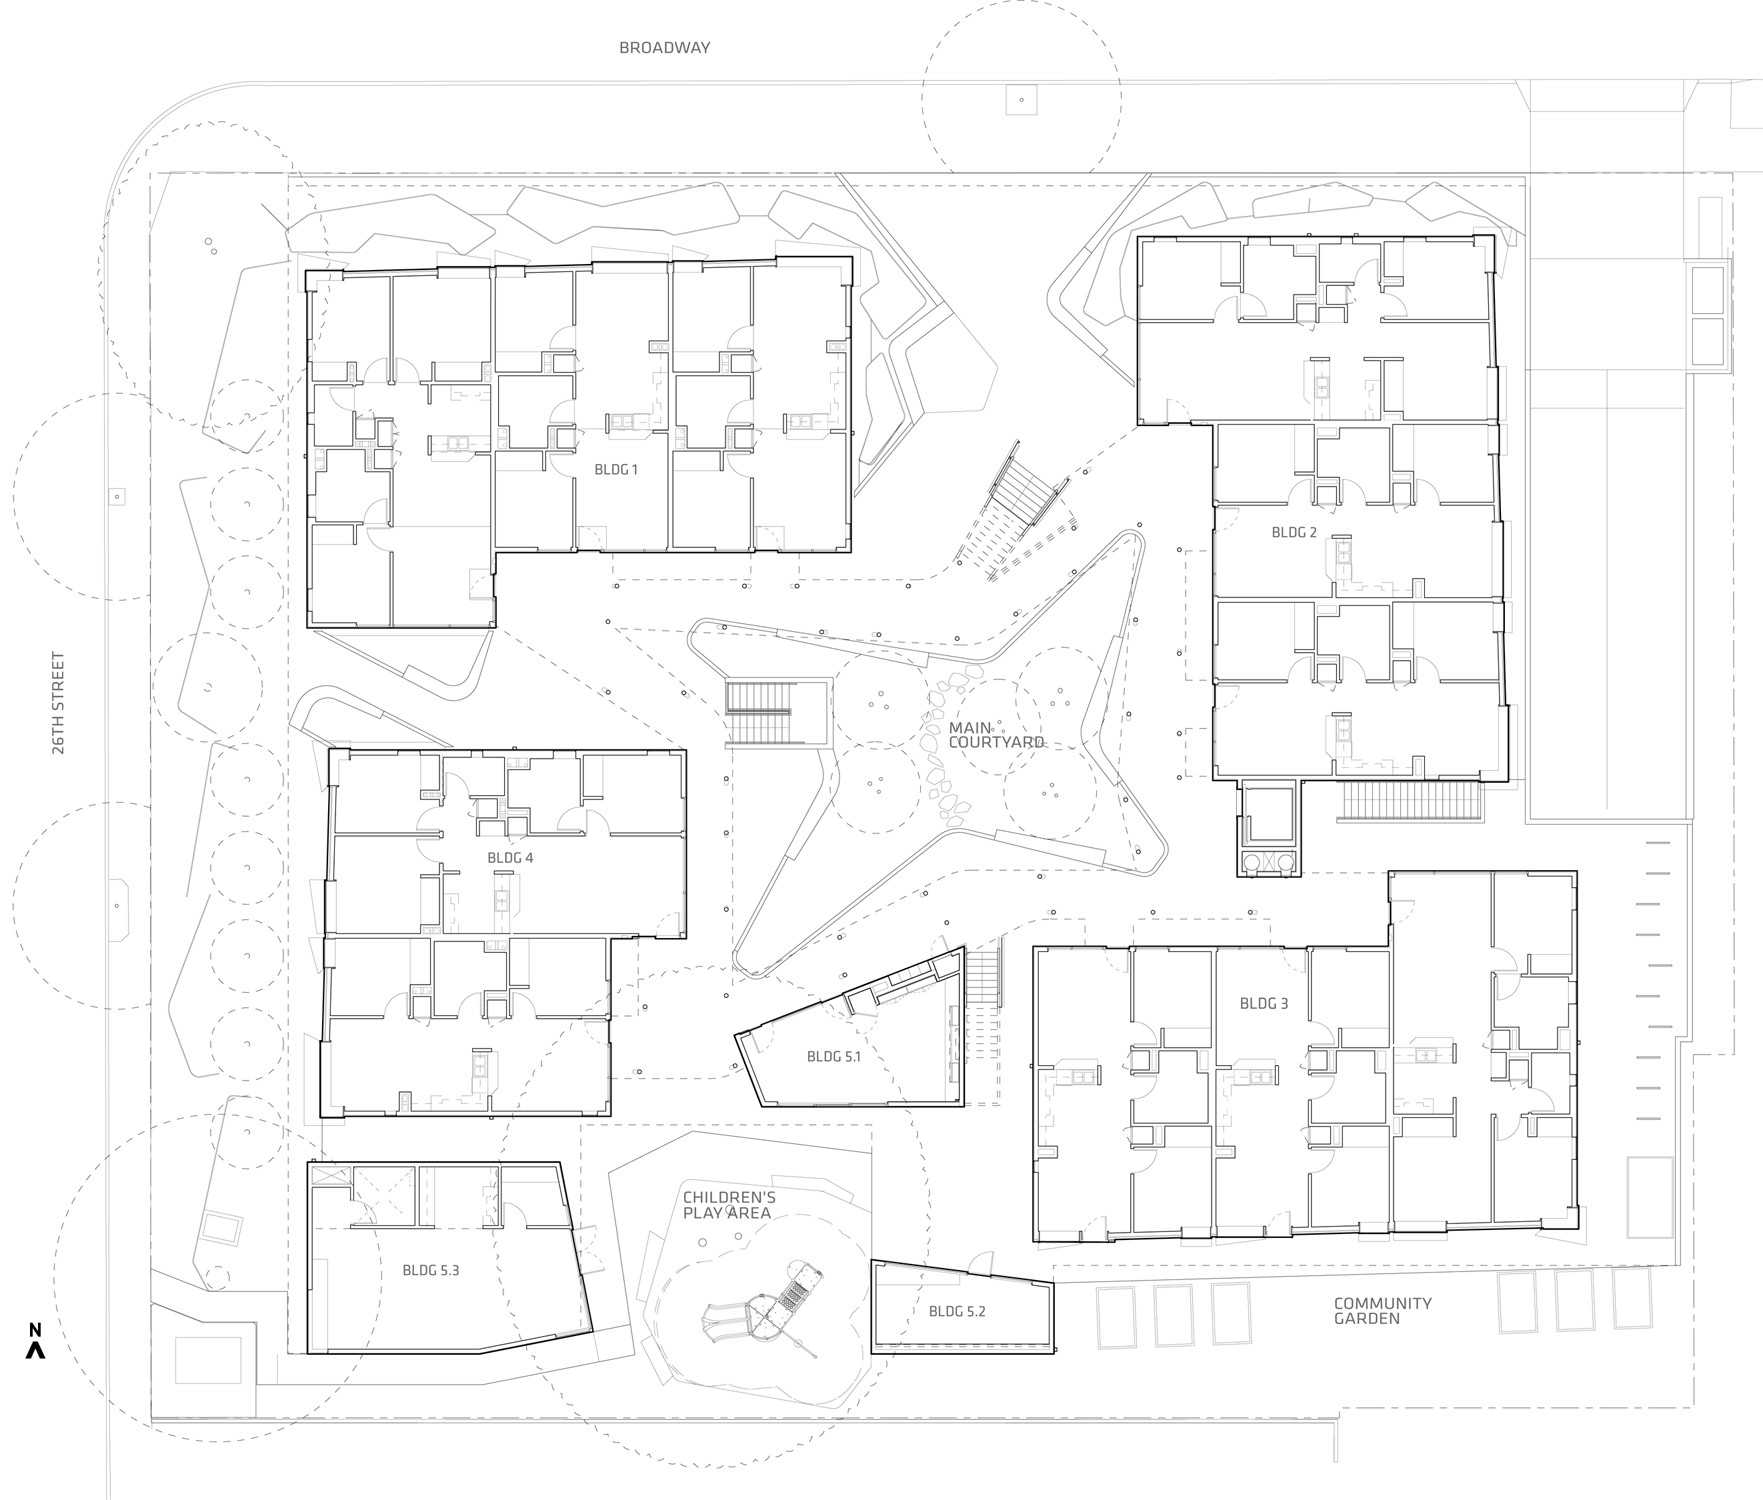 BROADWAY
BLDG 1
BLDG 2
26TH STREET
MAIN
COURTYARD
BLDG 4
BLDG 3
BLDG 5.1
CHILDREN'S
PLAY AREA
BLDG 5.3
BLDG 5.2
COMMUNITY
GARDEN
N